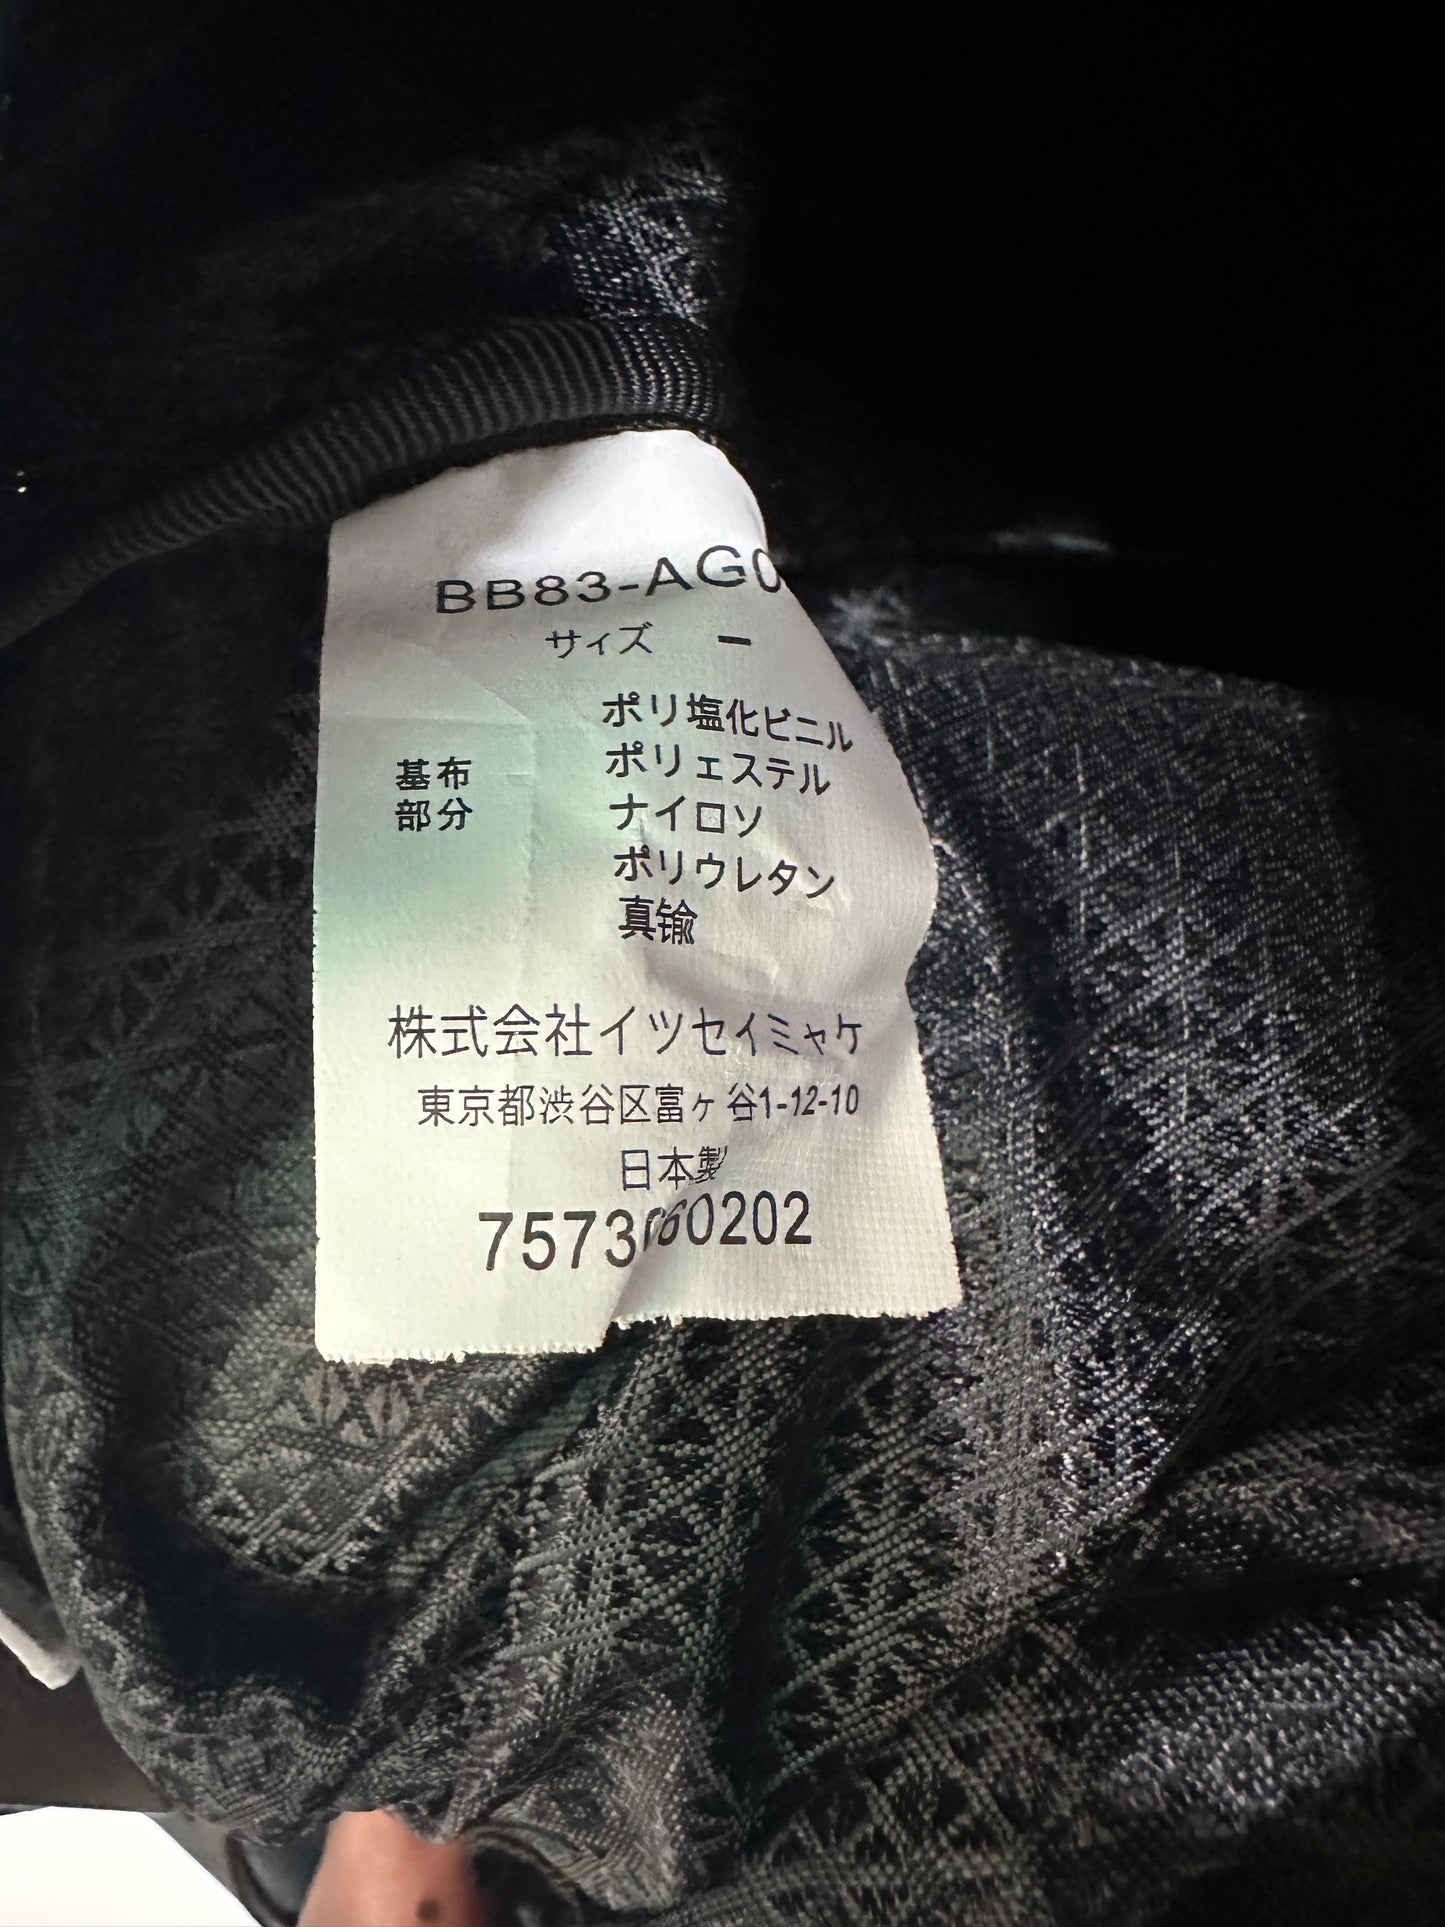 BB83-AG0
サイズ ー
ポリ塩化ビニル
基布 ポリエステル
部分 ナイロソ
ポリウレタン
真𨱎
株式会社イツセイミャケ
東京都渋谷区富ヶ谷1-12-10
日本製
7573060202